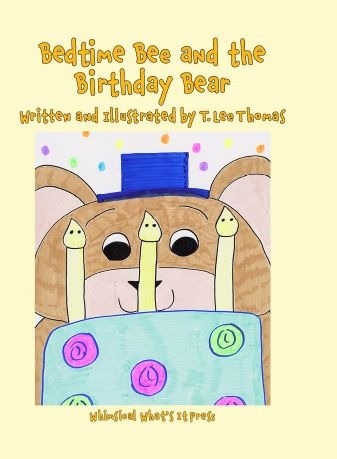 Bedtime Bee and the
Birthday Bear
Written and Illustrated by T. Lee Thomas
Whimsical What's It Press